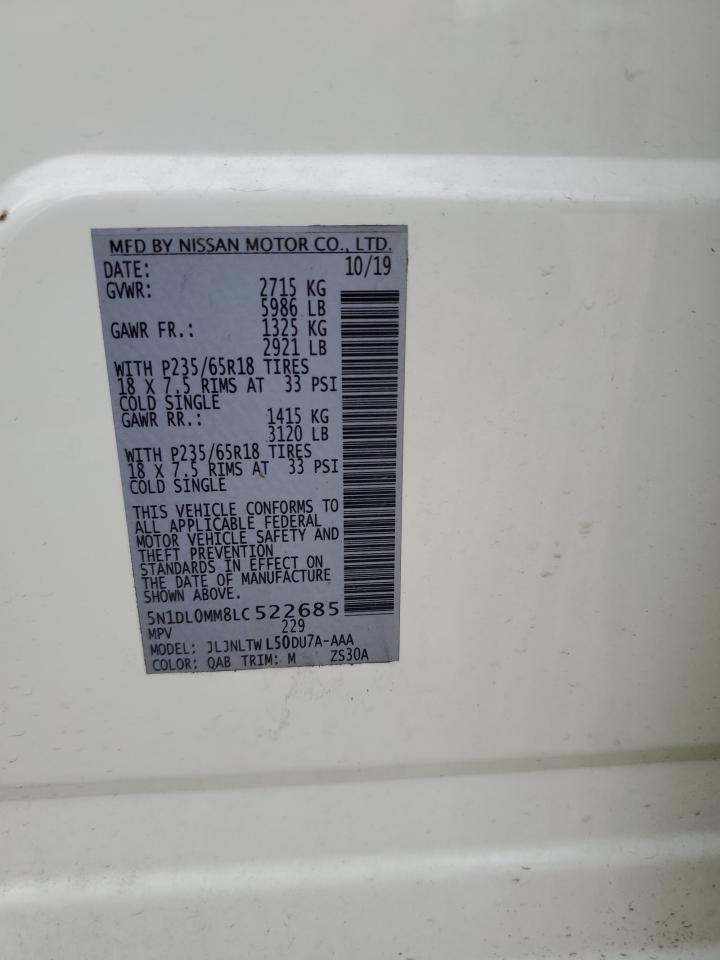 MFD BY NISSAN MOTOR CO., LTD.
DATE: 10/19
GVWR: 2715 KG
5986 LB
GAWR FR.: 1325 KG
2921 LB
WITH P235/65R18 TIRES
18 X 7.5 RIMS AT 33 PSI
COLD SINGLE
GAWR RR.: 1415 KG
3120 LB
WITH P235/65R18 TIRES
18 X 7.5 RIMS AT 33 PSI
COLD SINGLE
THIS VEHICLE CONFORMS TO
ALL APPLICABLE FEDERAL
MOTOR VEHICLE SAFETY AND
THEFT PREVENTION
STANDARDS IN EFFECT ON
THE DATE OF MANUFACTURE
SHOWN ABOVE.
5N1DL0MM8LC522685
MPV 229
MODEL: JLJNLTWL50DU7A-AAA
COLOR: QAB TRIM: M ZS30A